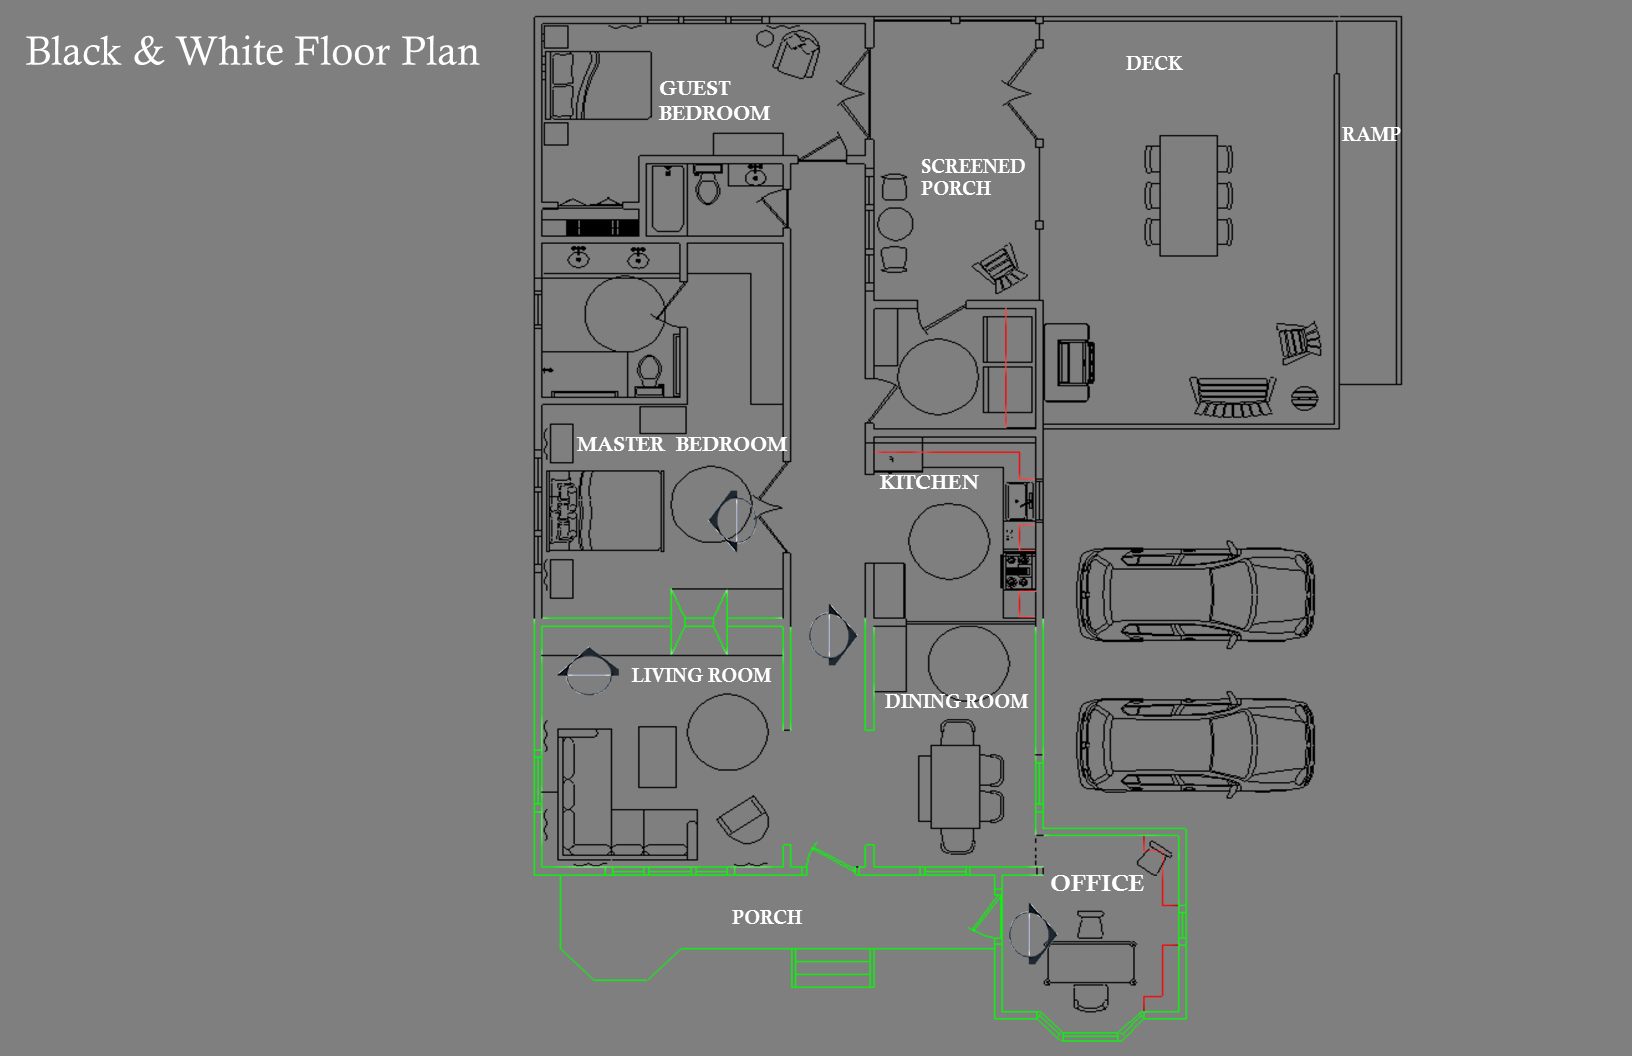 Black & White Floor Plan
DECK
GUEST
BEDROOM
RAMP
SCREENED
PORCH
MASTER BEDROOM
KITCHEN
LIVING ROOM
DINING ROOM
OFFICE
PORCH